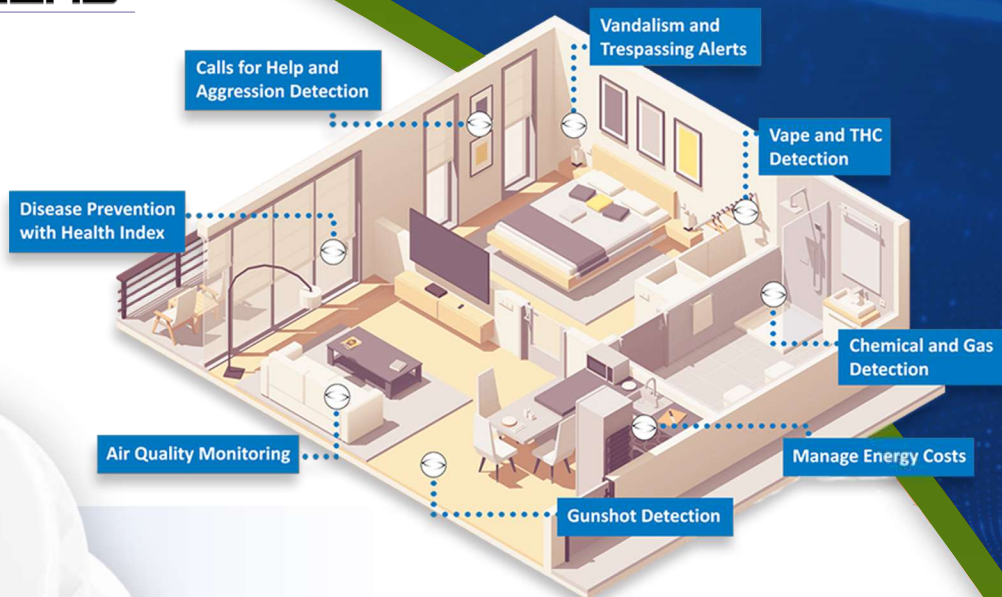 Vandalism and
Trespassing Alerts
Calls for Help and
Aggression Detection
Vape and THC
Detection
Disease Prevention
with Health Index
Chemical and Gas
Detection
Air Quality Monitoring
Manage Energy Costs
Gunshot Detection